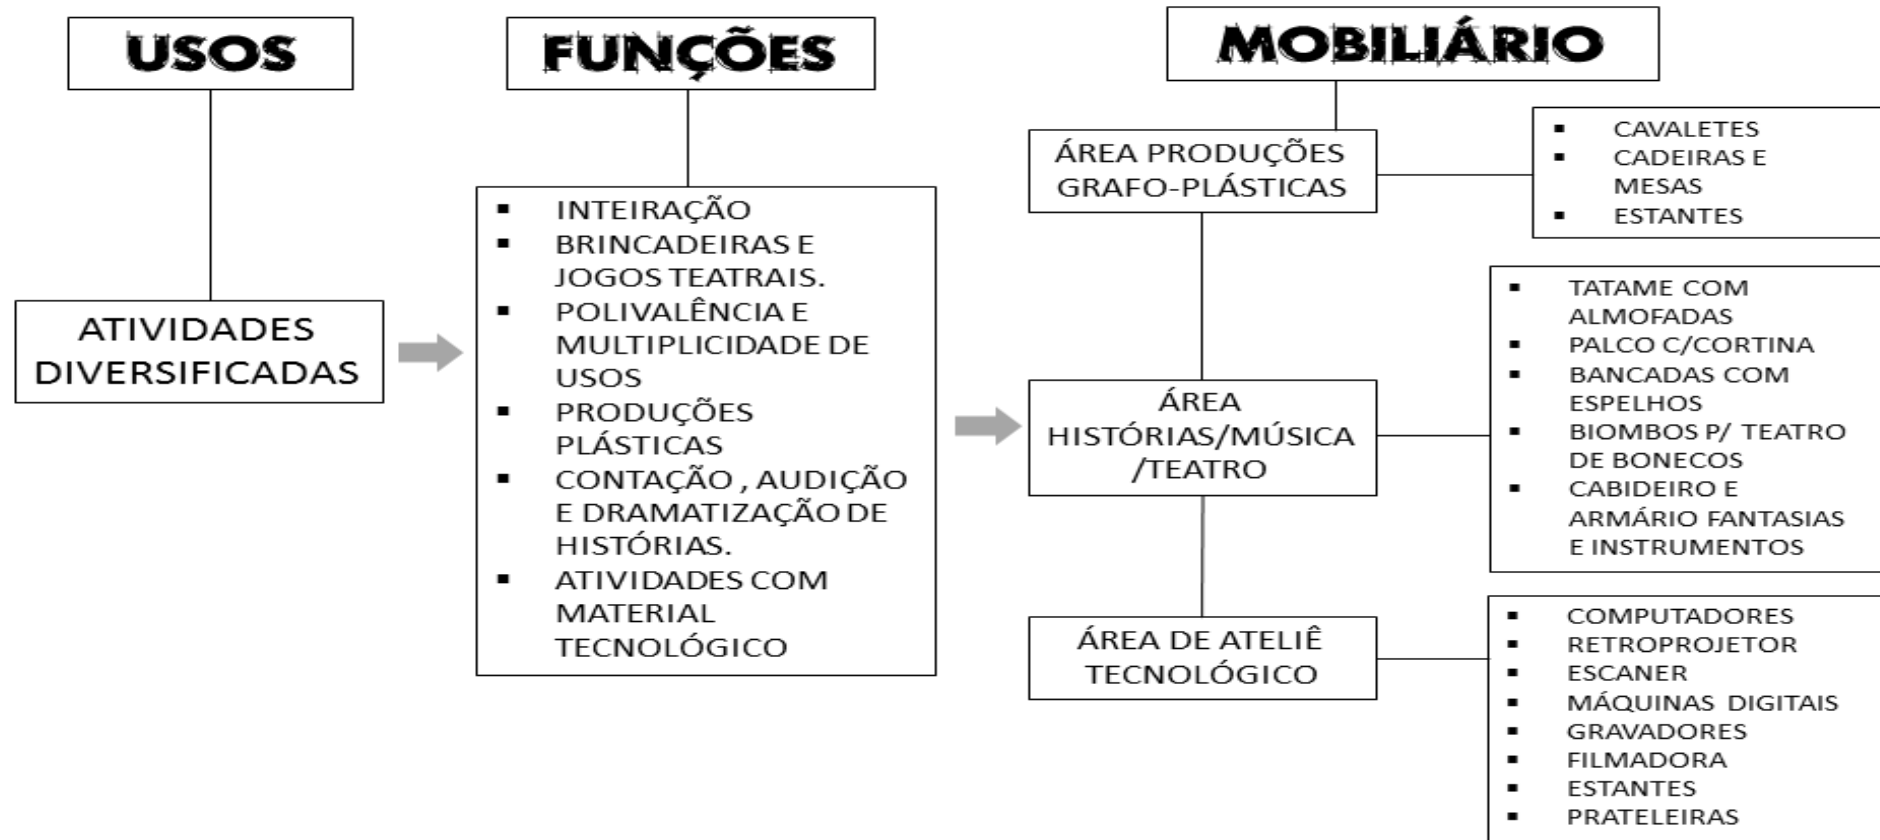 USOS
ATIVIDADES
DIVERSIFICADAS
FUNÇÕES
▪ INTEIRAÇÃO
▪ BRINCADEIRAS E
JOGOS TEATRAIS.
▪ POLIVALÊNCIA E
MULTIPLICIDADE DE
USOS
▪ PRODUÇÕES
PLÁSTICAS
▪ CONTAÇÃO , AUDIÇÃO
E DRAMATIZAÇÃO DE
HISTÓRIAS.
▪ ATIVIDADES COM
MATERIAL
TECNOLÓGICO
MOBILIÁRIO
ÁREA PRODUÇÕES
GRAFO-PLÁSTICAS
▪ CAVALETES
▪ CADEIRAS E
MESAS
▪ ESTANTES
ÁREA
HISTÓRIAS/MÚSICA
/TEATRO
▪ TATAME COM
ALMOFADAS
▪ PALCO C/CORTINA
▪ BANCADAS COM
ESPELHOS
▪ BIOMBOS P/ TEATRO
DE BONECOS
▪ CABIDEIRO E
ARMÁRIO FANTASIAS
E INSTRUMENTOS
ÁREA DE ATELIÊ
TECNOLÓGICO
▪ COMPUTADORES
▪ RETROPROJETOR
▪ ESCANER
▪ MÁQUINAS DIGITAIS
▪ GRAVADORES
▪ FILMADORA
▪ ESTANTES
▪ PRATELEIRAS